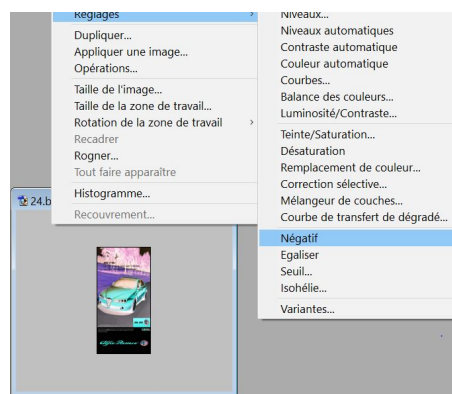 Réglages
Dupliquer...
Appliquer une image...
Opérations...
Taille de l'image...
Taille de la zone de travail...
Rotation de la zone de travail
Recadrer
Rogner...
Tout faire apparaître
Histogramme...
Recouvrement...
Niveaux...
Niveaux automatiques
Contraste automatique
Couleur automatique
Courbes...
Balance des couleurs...
Luminosité/Contraste...
Teinte/Saturation...
Désaturation
Remplacement de couleur...
Correction sélective...
Mélangeur de couches...
Courbe de transfert de dégradé...
Négatif
Egaliser
Seuil...
Isohélie...
Variantes...
24.b
Alfa Romeo